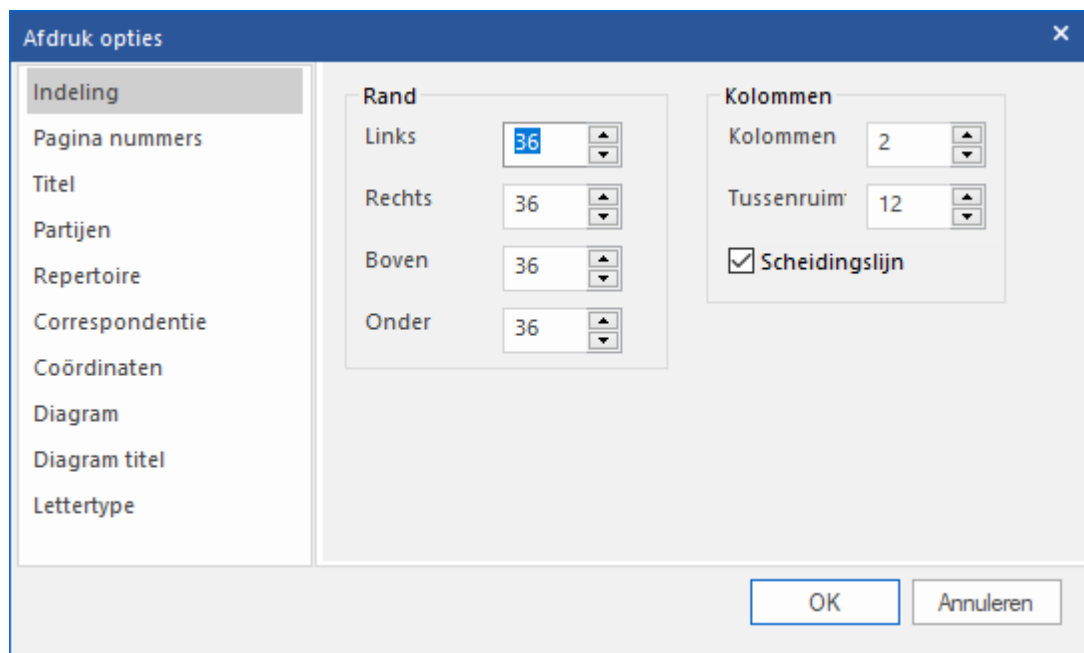 Afdruk opties
Indeling
Pagina nummers
Titel
Partijen
Repertoire
Correspondentie
Coördinaten
Diagram
Diagram titel
Lettertype
Rand
Links 36
Rechts 36
Boven 36
Onder 36
Kolommen
Kolommen 2
Tussenruim 12
Scheidingslijn
OK Annuleren